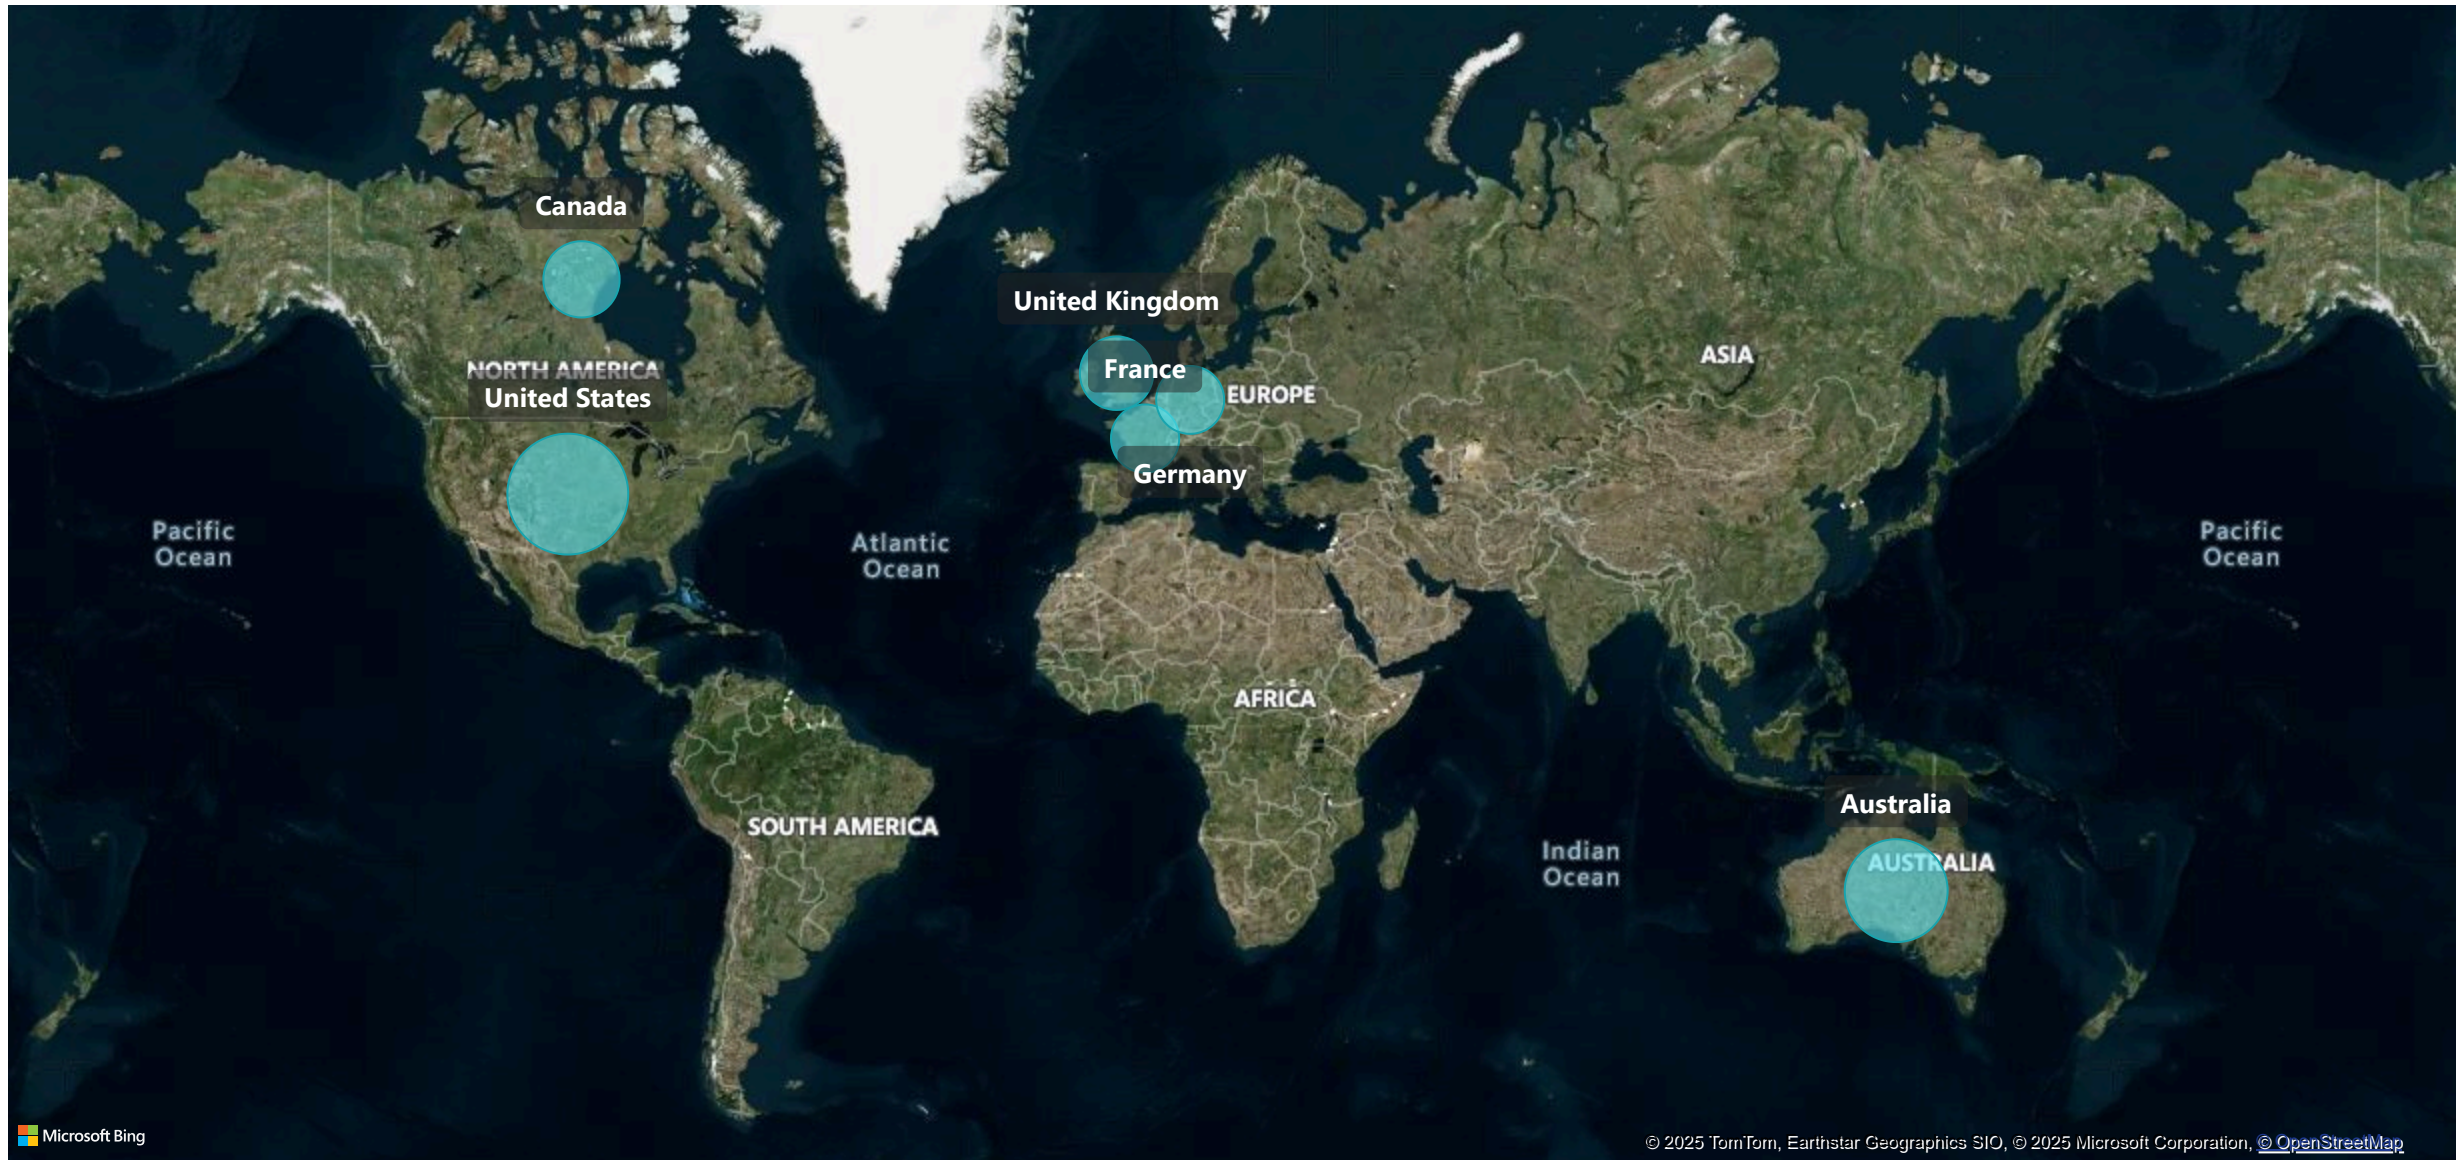 Canada
United Kingdom
ASIA
France
NORTH AMERICA
EUROPE
United States
Germany
Pacific
Ocean
Atlantic
Ocean
Pacific
Ocean
AFRICA
Australia
SOUTH AMERICA
Indian
Ocean
AUSTRALIA
Microsoft Bing
© 2025 TomTom, Earthstar Geographics SIO, © 2025 Microsoft Corporation, © OpenStreetMap